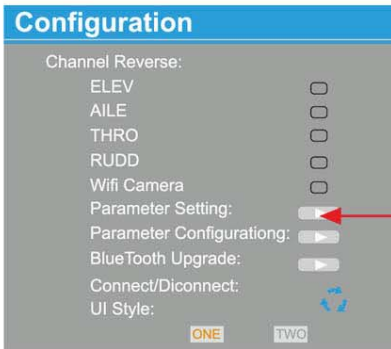 Configuration
Channel Reverse:
ELEV
AILE
THRO
RUDD
Wifi Camera
Parameter Setting:
Parameter Configurationg:
BlueTooth Upgrade:
Connect/Diconnect:
UI Style:
ONE TWO